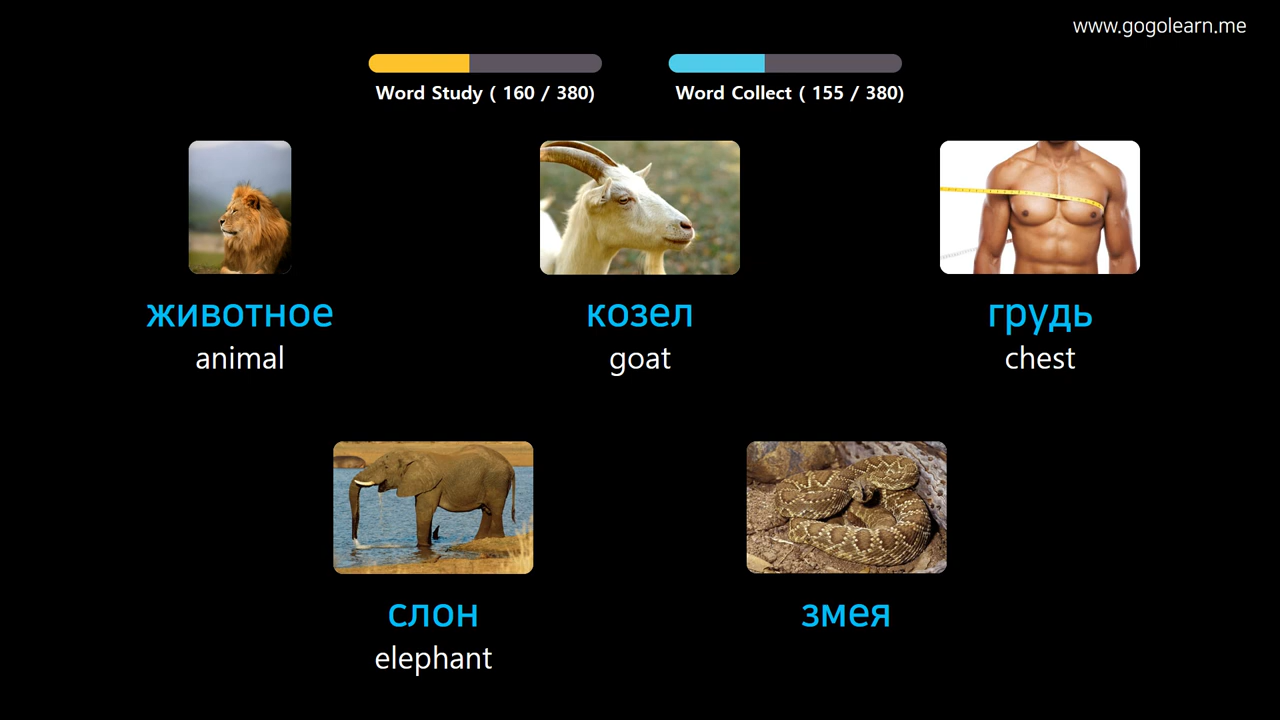 www.gogolearn.me
Word Study ( 160 / 380)
Word Collect ( 155 / 380)
животное
animal
козел
goat
грудь
chest
слон
elephant
змея